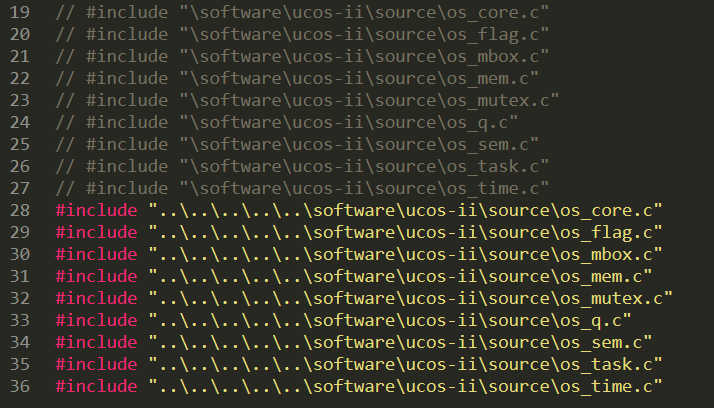 19 // #include "\software\ucos-ii\source\os_core.c"
20 // #include "\software\ucos-ii\source\os_flag.c"
21 // #include "\software\ucos-ii\source\os_mbox.c"
22 // #include "\software\ucos-ii\source\os_mem.c"
23 // #include "\software\ucos-ii\source\os_mutex.c"
24 // #include "\software\ucos-ii\source\os_q.c"
25 // #include "\software\ucos-ii\source\os_sem.c"
26 // #include "\software\ucos-ii\source\os_task.c"
27 // #include "\software\ucos-ii\source\os_time.c"
28 #include "..\..\..\..\..\software\ucos-ii\source\os_core.c"
29 #include "..\..\..\..\..\software\ucos-ii\source\os_flag.c"
30 #include "..\..\..\..\..\software\ucos-ii\source\os_mbox.c"
31 #include "..\..\..\..\..\software\ucos-ii\source\os_mem.c"
32 #include "..\..\..\..\..\software\ucos-ii\source\os_mutex.c"
33 #include "..\..\..\..\..\software\ucos-ii\source\os_q.c"
34 #include "..\..\..\..\..\software\ucos-ii\source\os_sem.c"
35 #include "..\..\..\..\..\software\ucos-ii\source\os_task.c"
36 #include "..\..\..\..\..\software\ucos-ii\source\os_time.c"